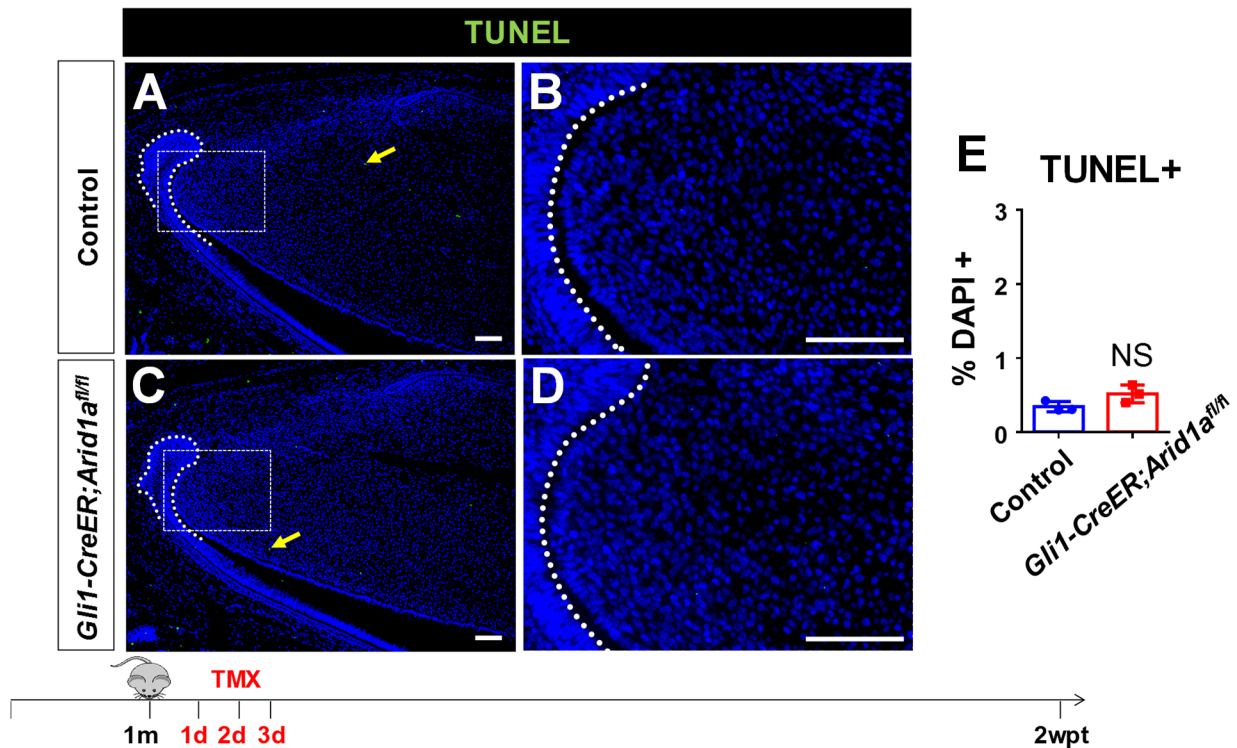 TUNEL
Control
A
B
Gli1-CreER;Arid1a^fl/fl
C
D
E
TUNEL+
% DAPI +
3
2
1
0
NS
Control
Gli1-CreER;Arid1a^fl/fl
TMX
1m
1d
2d
3d
2wpt